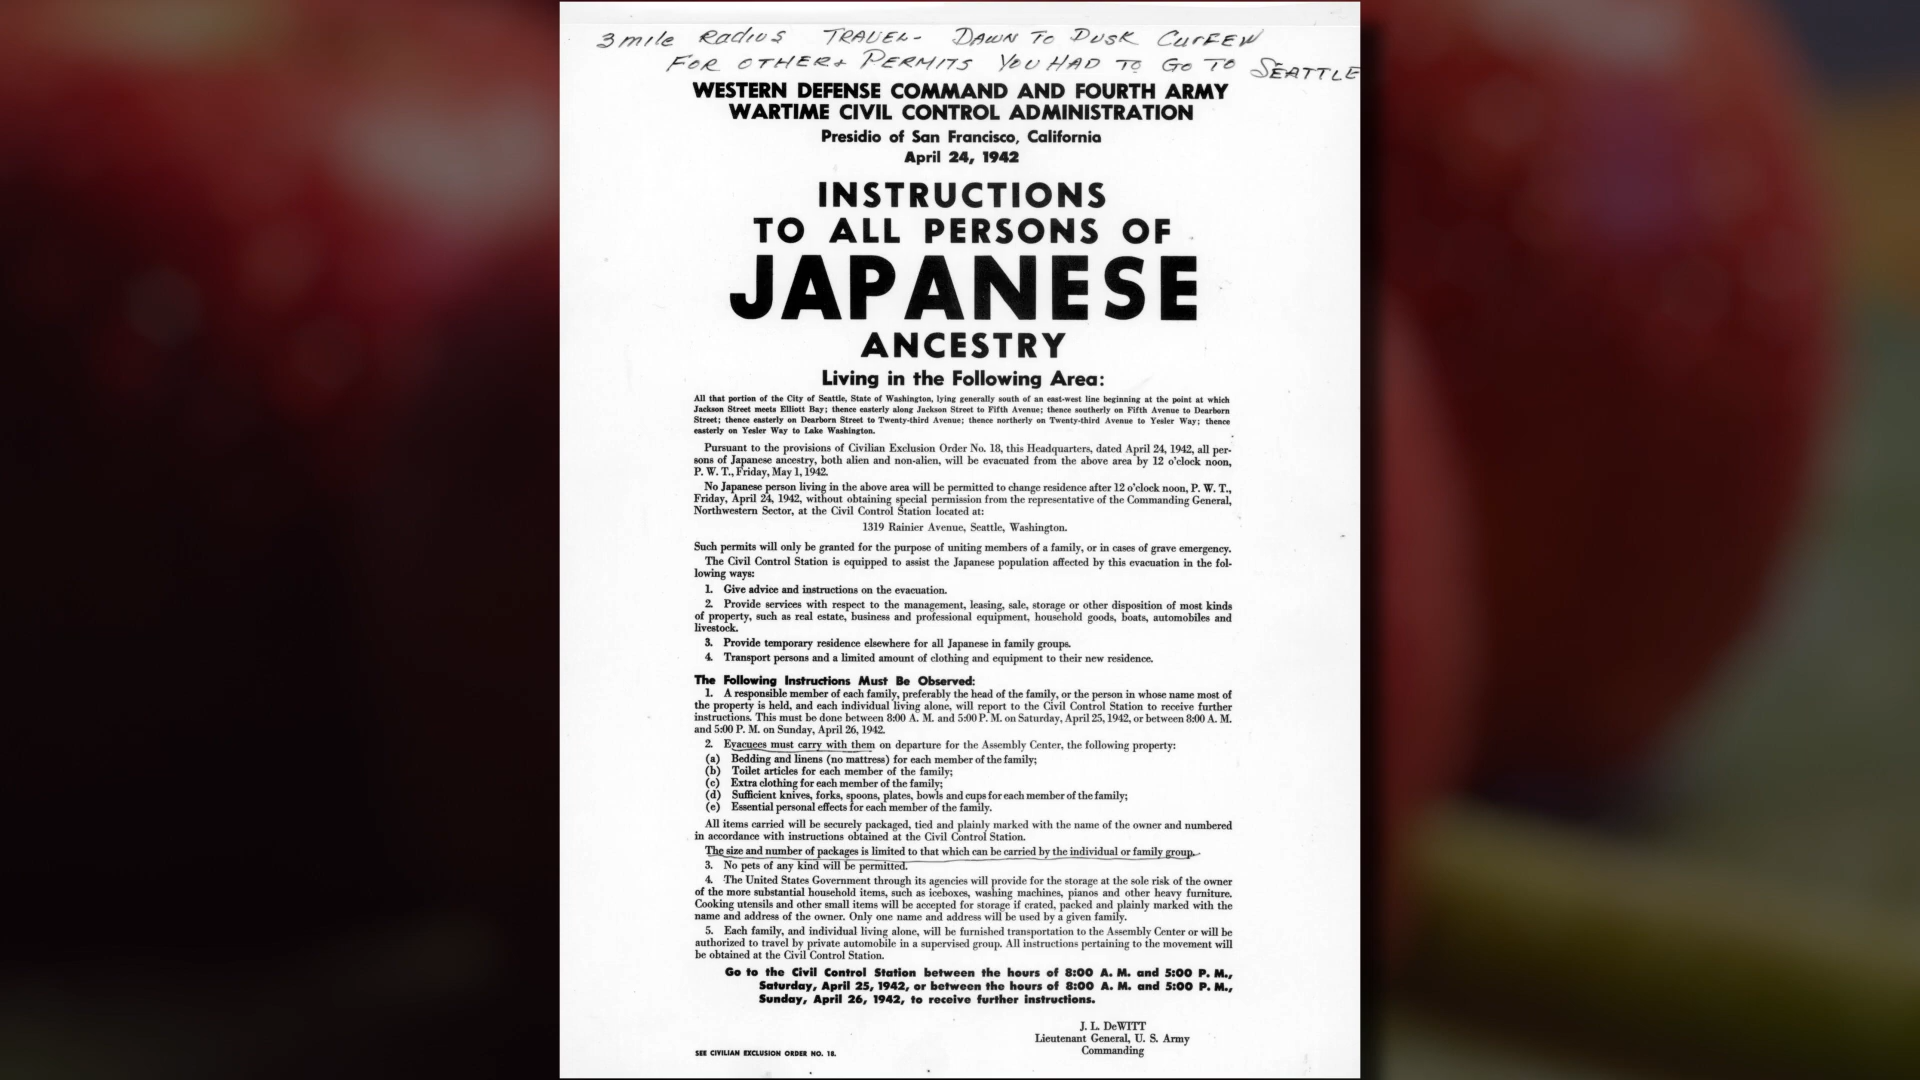 3 mile Radius Travel - Dawn to Dusk Curfew
For others Permits You Had to Go to Seattle
WESTERN DEFENSE COMMAND AND FOURTH ARMY
WARTIME CIVIL CONTROL ADMINISTRATION
Presidio of San Francisco, California
April 24, 1942
INSTRUCTIONS
TO ALL PERSONS OF
JAPANESE
ANCESTRY
Living in the Following Area:
All that portion of the City of Seattle, State of Washington, lying generally south of an east-west line beginning at the point at which
Jackson Street meets Elliott Bay; thence easterly along Jackson Street to Fifth Avenue; thence southerly on Fifth Avenue to Dearborn
Street; thence easterly on Dearborn Street to Twenty-third Avenue; thence northerly on Twenty-third Avenue to Yesler Way; thence
easterly on Yesler Way to Lake Washington.
Pursuant to the provisions of Civilian Exclusion Order No. 18, this Headquarters, dated April 24, 1942, all per-
sons of Japanese ancestry, both alien and non-alien, will be evacuated from the above area by 12 o'clock noon,
P. W. T., Friday, May 1, 1942.
No Japanese person living in the above area will be permitted to change residence after 12 o'clock noon, P. W. T.,
Friday, April 24, 1942, without obtaining special permission from the representative of the Commanding General,
Northwestern Sector, at the Civil Control Station located at:
1319 Rainier Avenue, Seattle, Washington.
Such permits will only be granted for the purpose of uniting members of a family, or in cases of grave emergency.
The Civil Control Station is equipped to assist the Japanese population affected by this evacuation in the fol-
lowing ways:
1. Give advice and instructions on the evacuation.
2. Provide services with respect to the management, leasing, sale, storage or other disposition of most kinds
of property, such as real estate, business and professional equipment, household goods, boats, automobiles and
livestock.
3. Provide temporary residence elsewhere for all Japanese in family groups.
4. Transport persons and a limited amount of clothing and equipment to their new residence.
The Following Instructions Must Be Observed:
1. A responsible member of each family, preferably the head of the family, or the person in whose name most of
the property is held, and each individual living alone, will report to the Civil Control Station to receive further
instructions. This must be done between 8:00 A. M. and 5:00 P. M. on Saturday, April 25, 1942, or between 8:00 A. M.
and 5:00 P. M. on Sunday, April 26, 1942.
2. Evacuees must carry with them on departure for the Assembly Center, the following property:
(a) Bedding and linens (no mattress) for each member of the family;
(b) Toilet articles for each member of the family;
(c) Extra clothing for each member of the family;
(d) Sufficient knives, forks, spoons, plates, bowls and cups for each member of the family;
(e) Essential personal effects for each member of the family.
All items carried will be securely packaged, tied and plainly marked with the name of the owner and numbered
in accordance with instructions obtained at the Civil Control Station.
The size and number of packages is limited to that which can be carried by the individual or family group.
3. No pets of any kind will be permitted.
4. The United States Government through its agencies will provide for the storage at the sole risk of the owner
of the more substantial household items, such as iceboxes, washing machines, pianos and other heavy furniture.
Cooking utensils and other small items will be accepted for storage if crated, packed and plainly marked with the
name and address of the owner. Only one name and address will be used by a given family.
5. Each family, and individual living alone, will be furnished transportation to the Assembly Center or will be
authorized to travel by private automobile in a supervised group. All instructions pertaining to the movement will
be obtained at the Civil Control Station.
Go to the Civil Control Station between the hours of 8:00 A. M. and 5:00 P. M.,
Saturday, April 25, 1942, or between the hours of 8:00 A. M. and 5:00 P. M.,
Sunday, April 26, 1942, to receive further instructions.
J. L. DeWITT
Lieutenant General, U. S. Army
Commanding
SEE CIVILIAN EXCLUSION ORDER NO. 18.